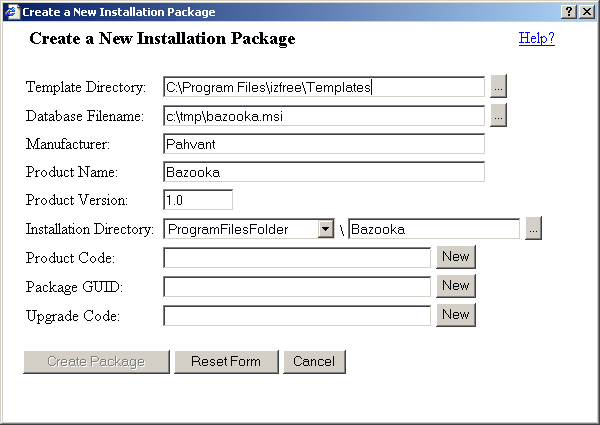 Create a New Installation Package
Create a New Installation Package Help?
Template Directory: C:\Program Files\izfree\Templates ...
Database Filename: c:\tmp\bazooka.msi ...
Manufacturer: Pahvant
Product Name: Bazooka
Product Version: 1.0
Installation Directory: ProgramFilesFolder \ Bazooka ...
Product Code: New
Package GUID: New
Upgrade Code: New
Create Package Reset Form Cancel